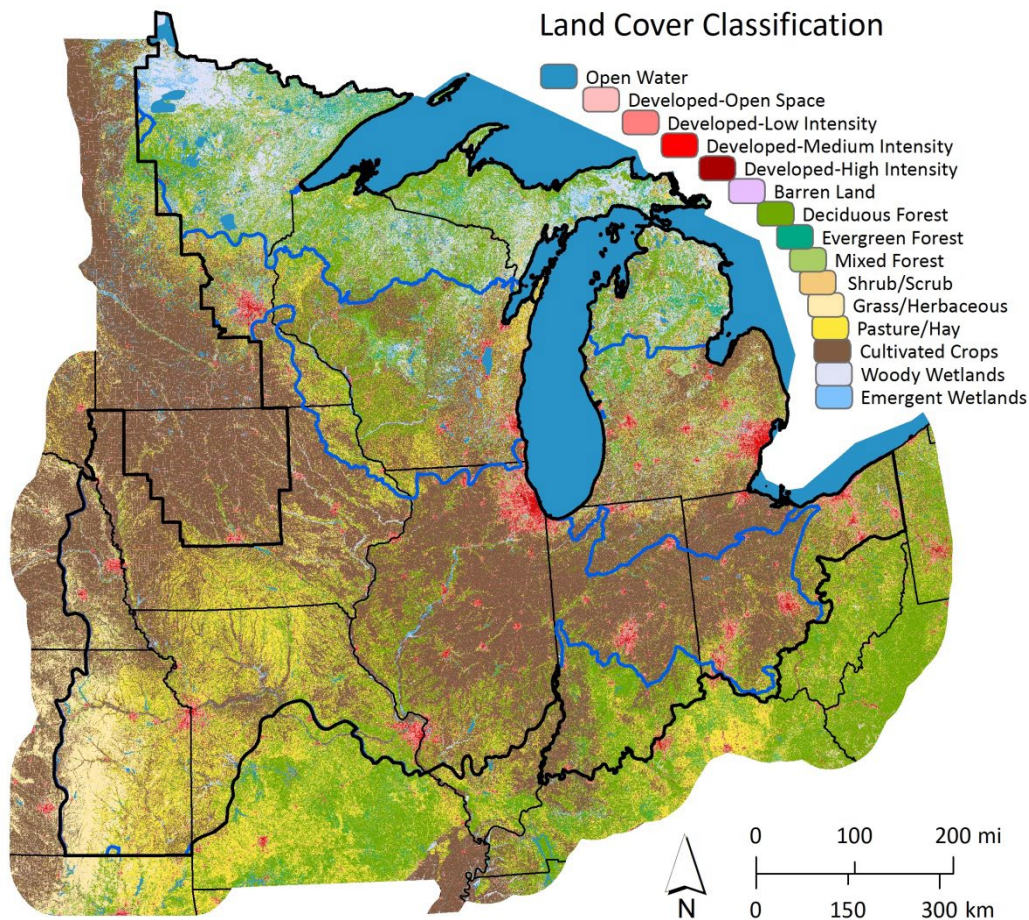 Land Cover Classification
Open Water
Developed-Open Space
Developed-Low Intensity
Developed-Medium Intensity
Developed-High Intensity
Barren Land
Deciduous Forest
Evergreen Forest
Mixed Forest
Shrub/Scrub
Grass/Herbaceous
Pasture/Hay
Cultivated Crops
Woody Wetlands
Emergent Wetlands
0 100 200 mi
0 150 300 km
N